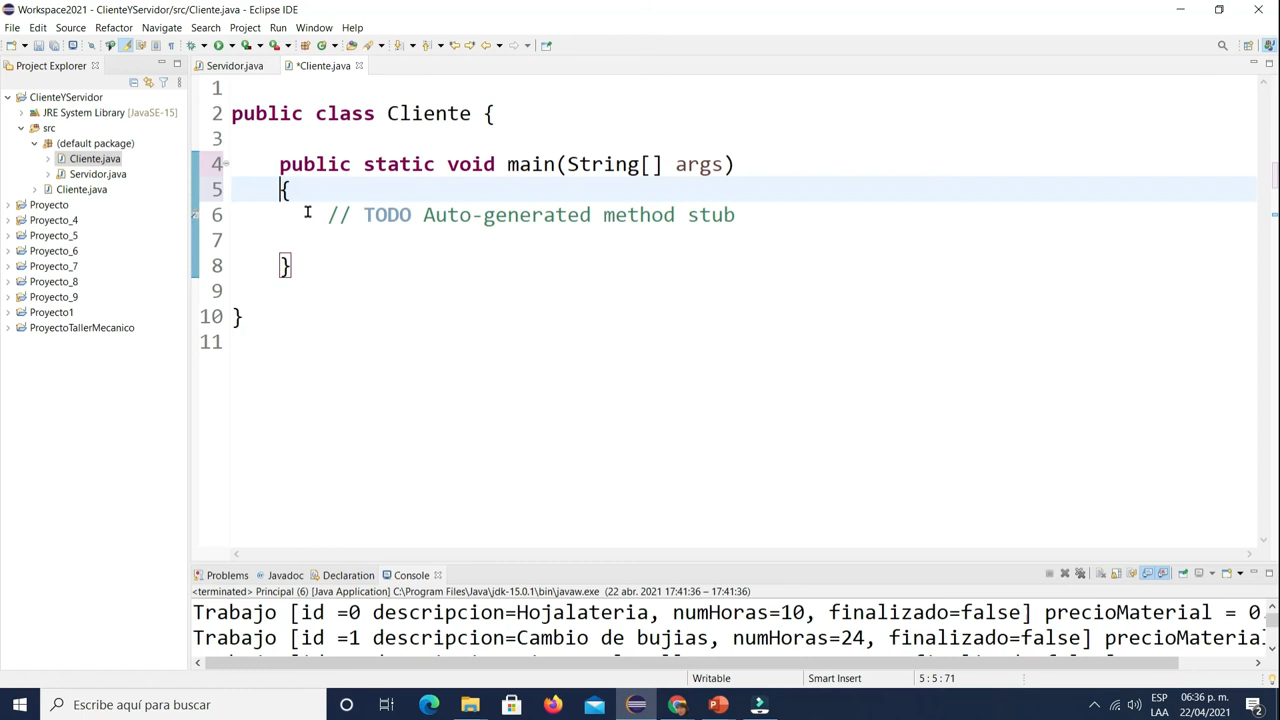 Workspace2021 - ClienteYServidor/src/Cliente.java - Eclipse IDE
File Edit Source Refactor Navigate Search Project Run Window Help
Project Explorer
Servidor.java
*Cliente.java
ClienteYServidor
JRE System Library [JavaSE-15]
src
(default package)
Cliente.java
Servidor.java
Cliente.java
Proyecto
Proyecto_4
Proyecto_5
Proyecto_6
Proyecto_7
Proyecto_8
Proyecto_9
Proyecto1
ProyectoTallerMecanico
1
2 public class Cliente {
3
4 public static void main(String[] args)
5 {
6 // TODO Auto-generated method stub
7
8 }
9
10 }
11
Problems Javadoc Declaration Console
<terminated> Principal (6) [Java Application] C:\Program Files\Java\jdk-15.0.1\bin\javaw.exe (22 abr. 2021 17:41:36 – 17:41:36)
Trabajo [id =0 descripcion=Hojalateria, numHoras=10, finalizado=false] precioMaterial = 0.
Trabajo [id =1 descripcion=Cambio de bujias, numHoras=24, finalizado=false] precioMaterial
Writable
Smart Insert
5 : 5 : 71
Escribe aquí para buscar
ESP
LAA
06:36 p. m.
22/04/2021
2